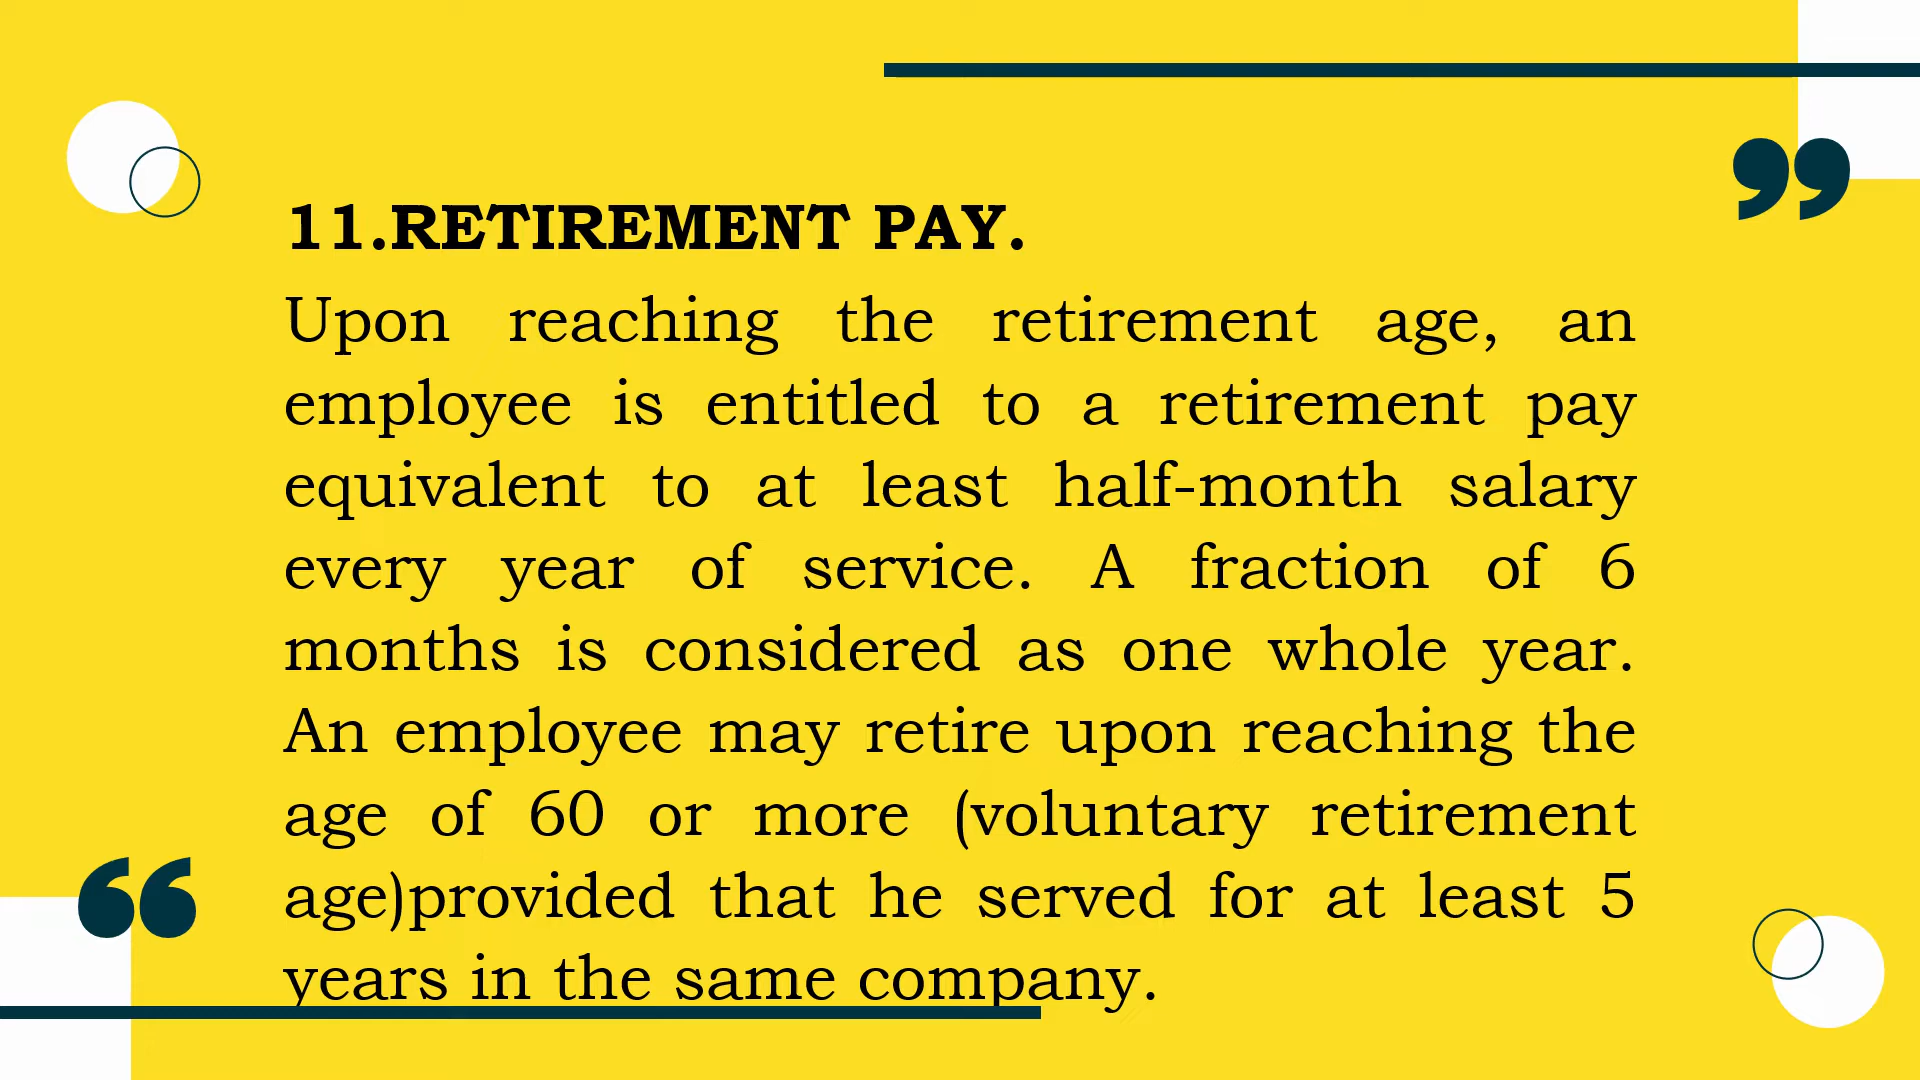 11.RETIREMENT PAY.
Upon reaching the retirement age, an
employee is entitled to a retirement pay
equivalent to at least half-month salary
every year of service. A fraction of 6
months is considered as one whole year.
An employee may retire upon reaching the
age of 60 or more (voluntary retirement
age)provided that he served for at least 5
years in the same company.